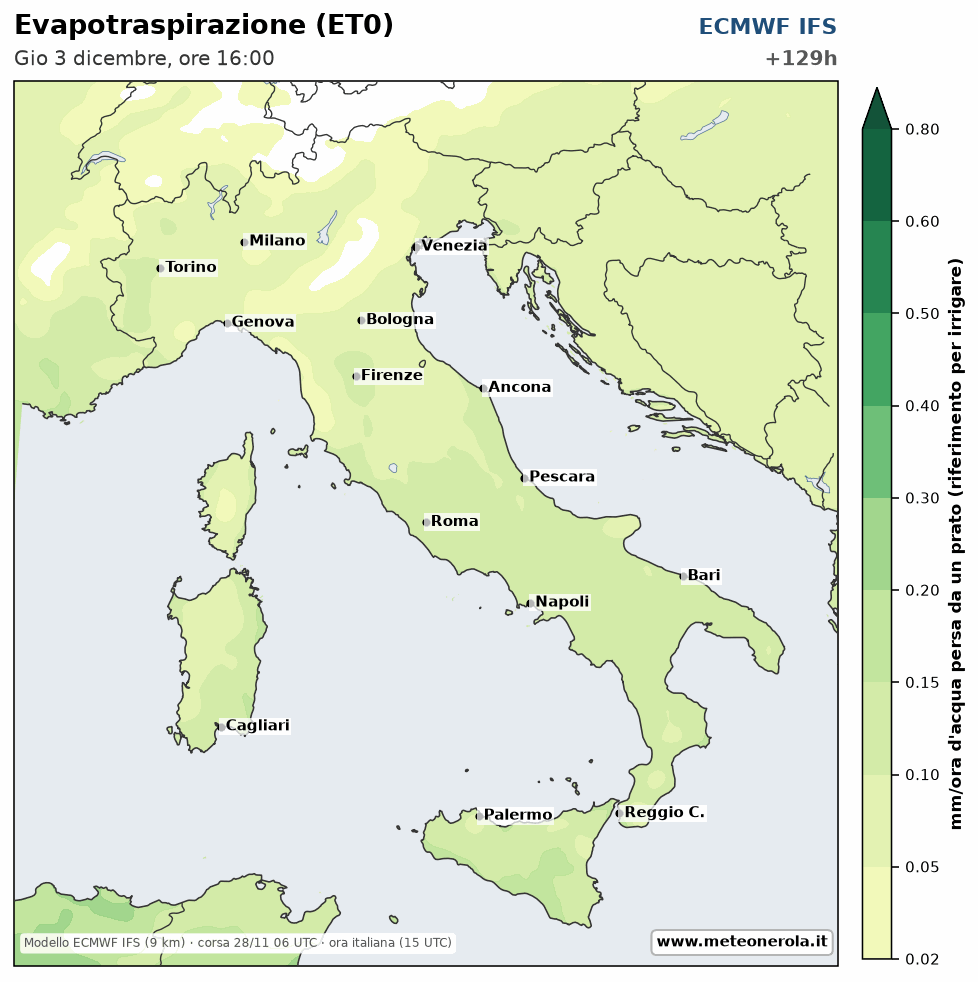 Evapotraspirazione (ET0)
ECMWF IFS
Gio 3 dicembre, ore 16:00
+129h
Milano
Venezia
Torino
Genova
Bologna
Firenze
Ancona
Pescara
Roma
Bari
Napoli
Cagliari
Palermo
Reggio C.
0.80
0.60
0.50
0.40
0.30
0.20
0.15
0.10
0.05
0.02
mm/ora d'acqua persa da un prato (riferimento per irrigare)
Modello ECMWF IFS (9 km) · corsa 28/11 06 UTC · ora italiana (15 UTC)
www.meteonerola.it